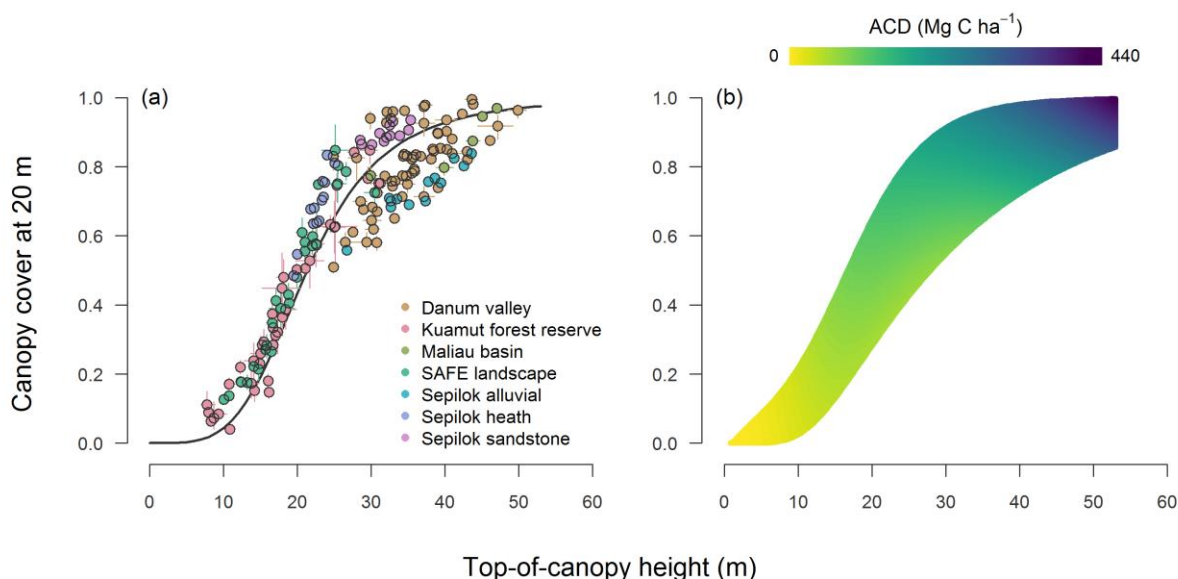 ACD (Mg C ha⁻¹)
0 440
(a) (b)
Canopy cover at 20 m
1.0 1.0
0.8 0.8
0.6 0.6
0.4 0.4
0.2 0.2
0.0 0.0
Danum valley
Kuamut forest reserve
Maliau basin
SAFE landscape
Sepilok alluvial
Sepilok heath
Sepilok sandstone
0 10 20 30 40 50 60 0 10 20 30 40 50 60
Top-of-canopy height (m)